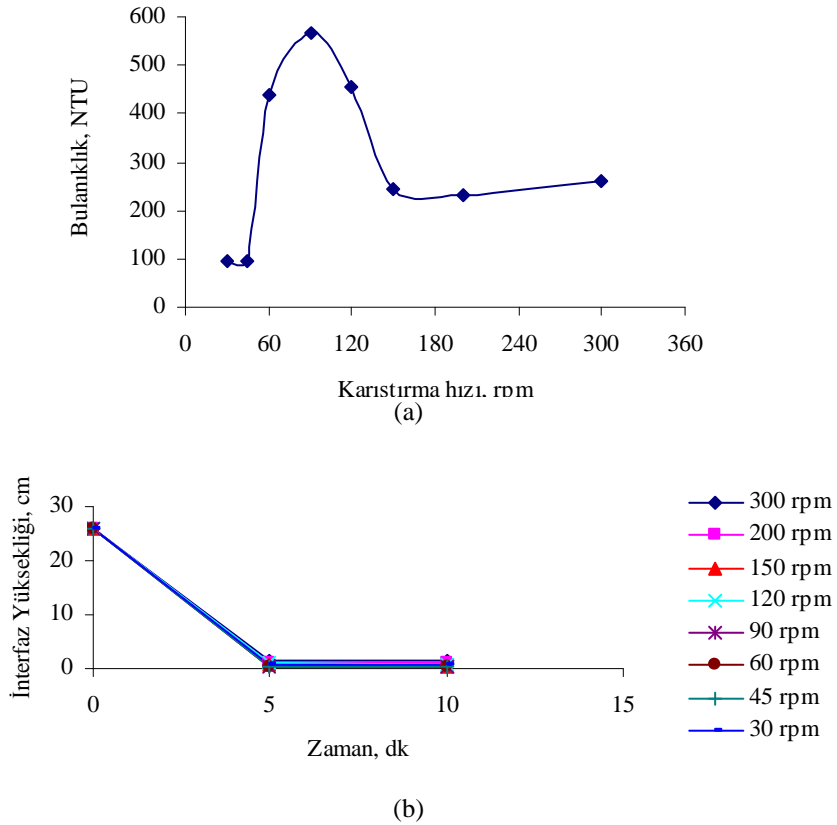 600
500
400
300
200
100
0
Bulanıklık, NTU
0 60 120 180 240 300 360
Karıstırma hızı, rpm
(a)
30
20
10
0
İnterfaz Yüksekliği, cm
0 5 10 15
Zaman, dk
300 rpm
200 rpm
150 rpm
120 rpm
90 rpm
60 rpm
45 rpm
30 rpm
(b)